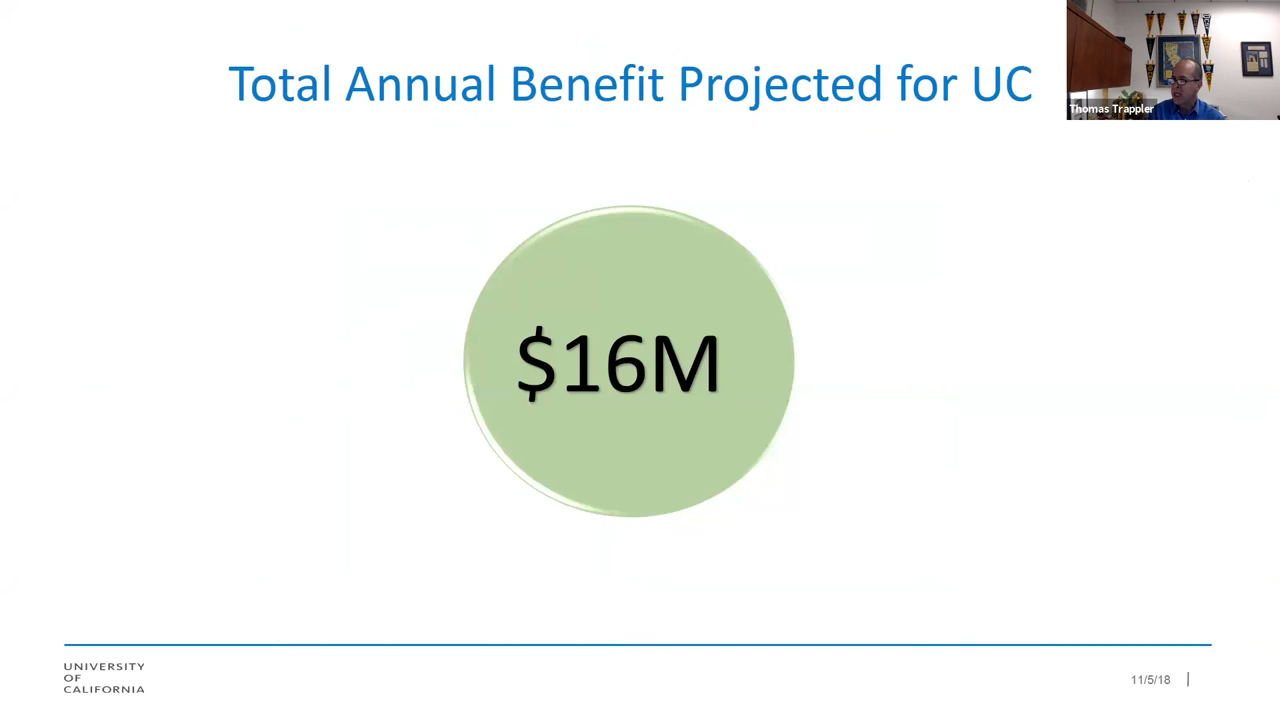 Total Annual Benefit Projected for UC
Thomas Trappler
$16M
UNIVERSITY
OF
CALIFORNIA
11/5/18